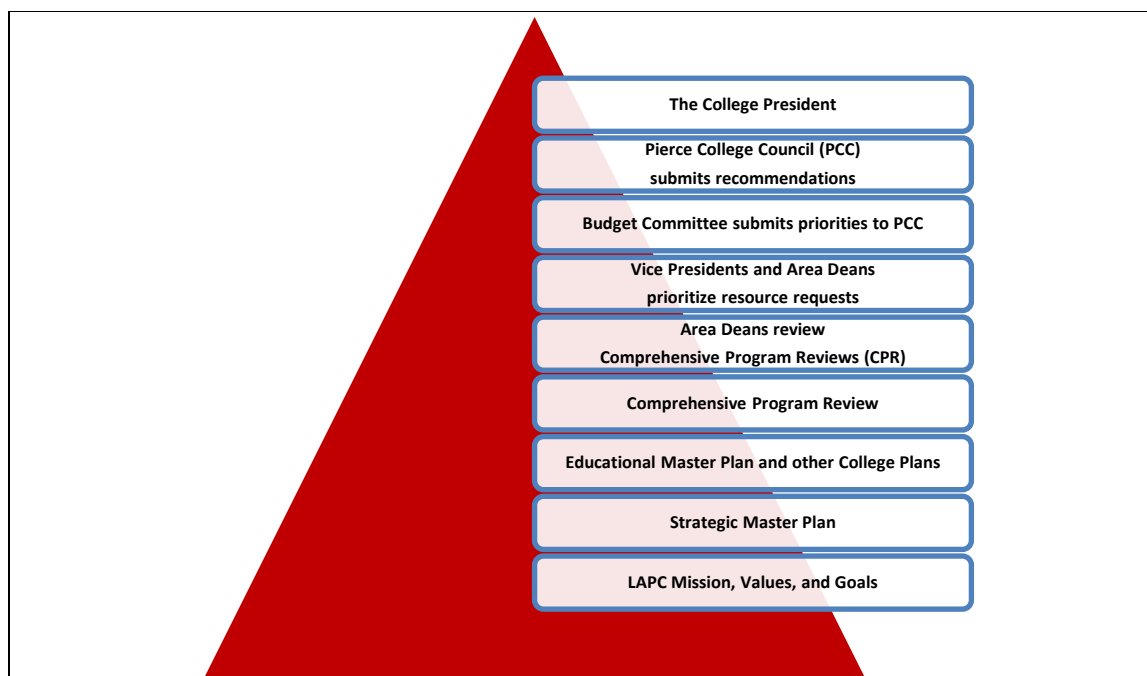 The College President
Pierce College Council (PCC)
submits recommendations
Budget Committee submits priorities to PCC
Vice Presidents and Area Deans
prioritize resource requests
Area Deans review
Comprehensive Program Reviews (CPR)
Comprehensive Program Review
Educational Master Plan and other College Plans
Strategic Master Plan
LAPC Mission, Values, and Goals